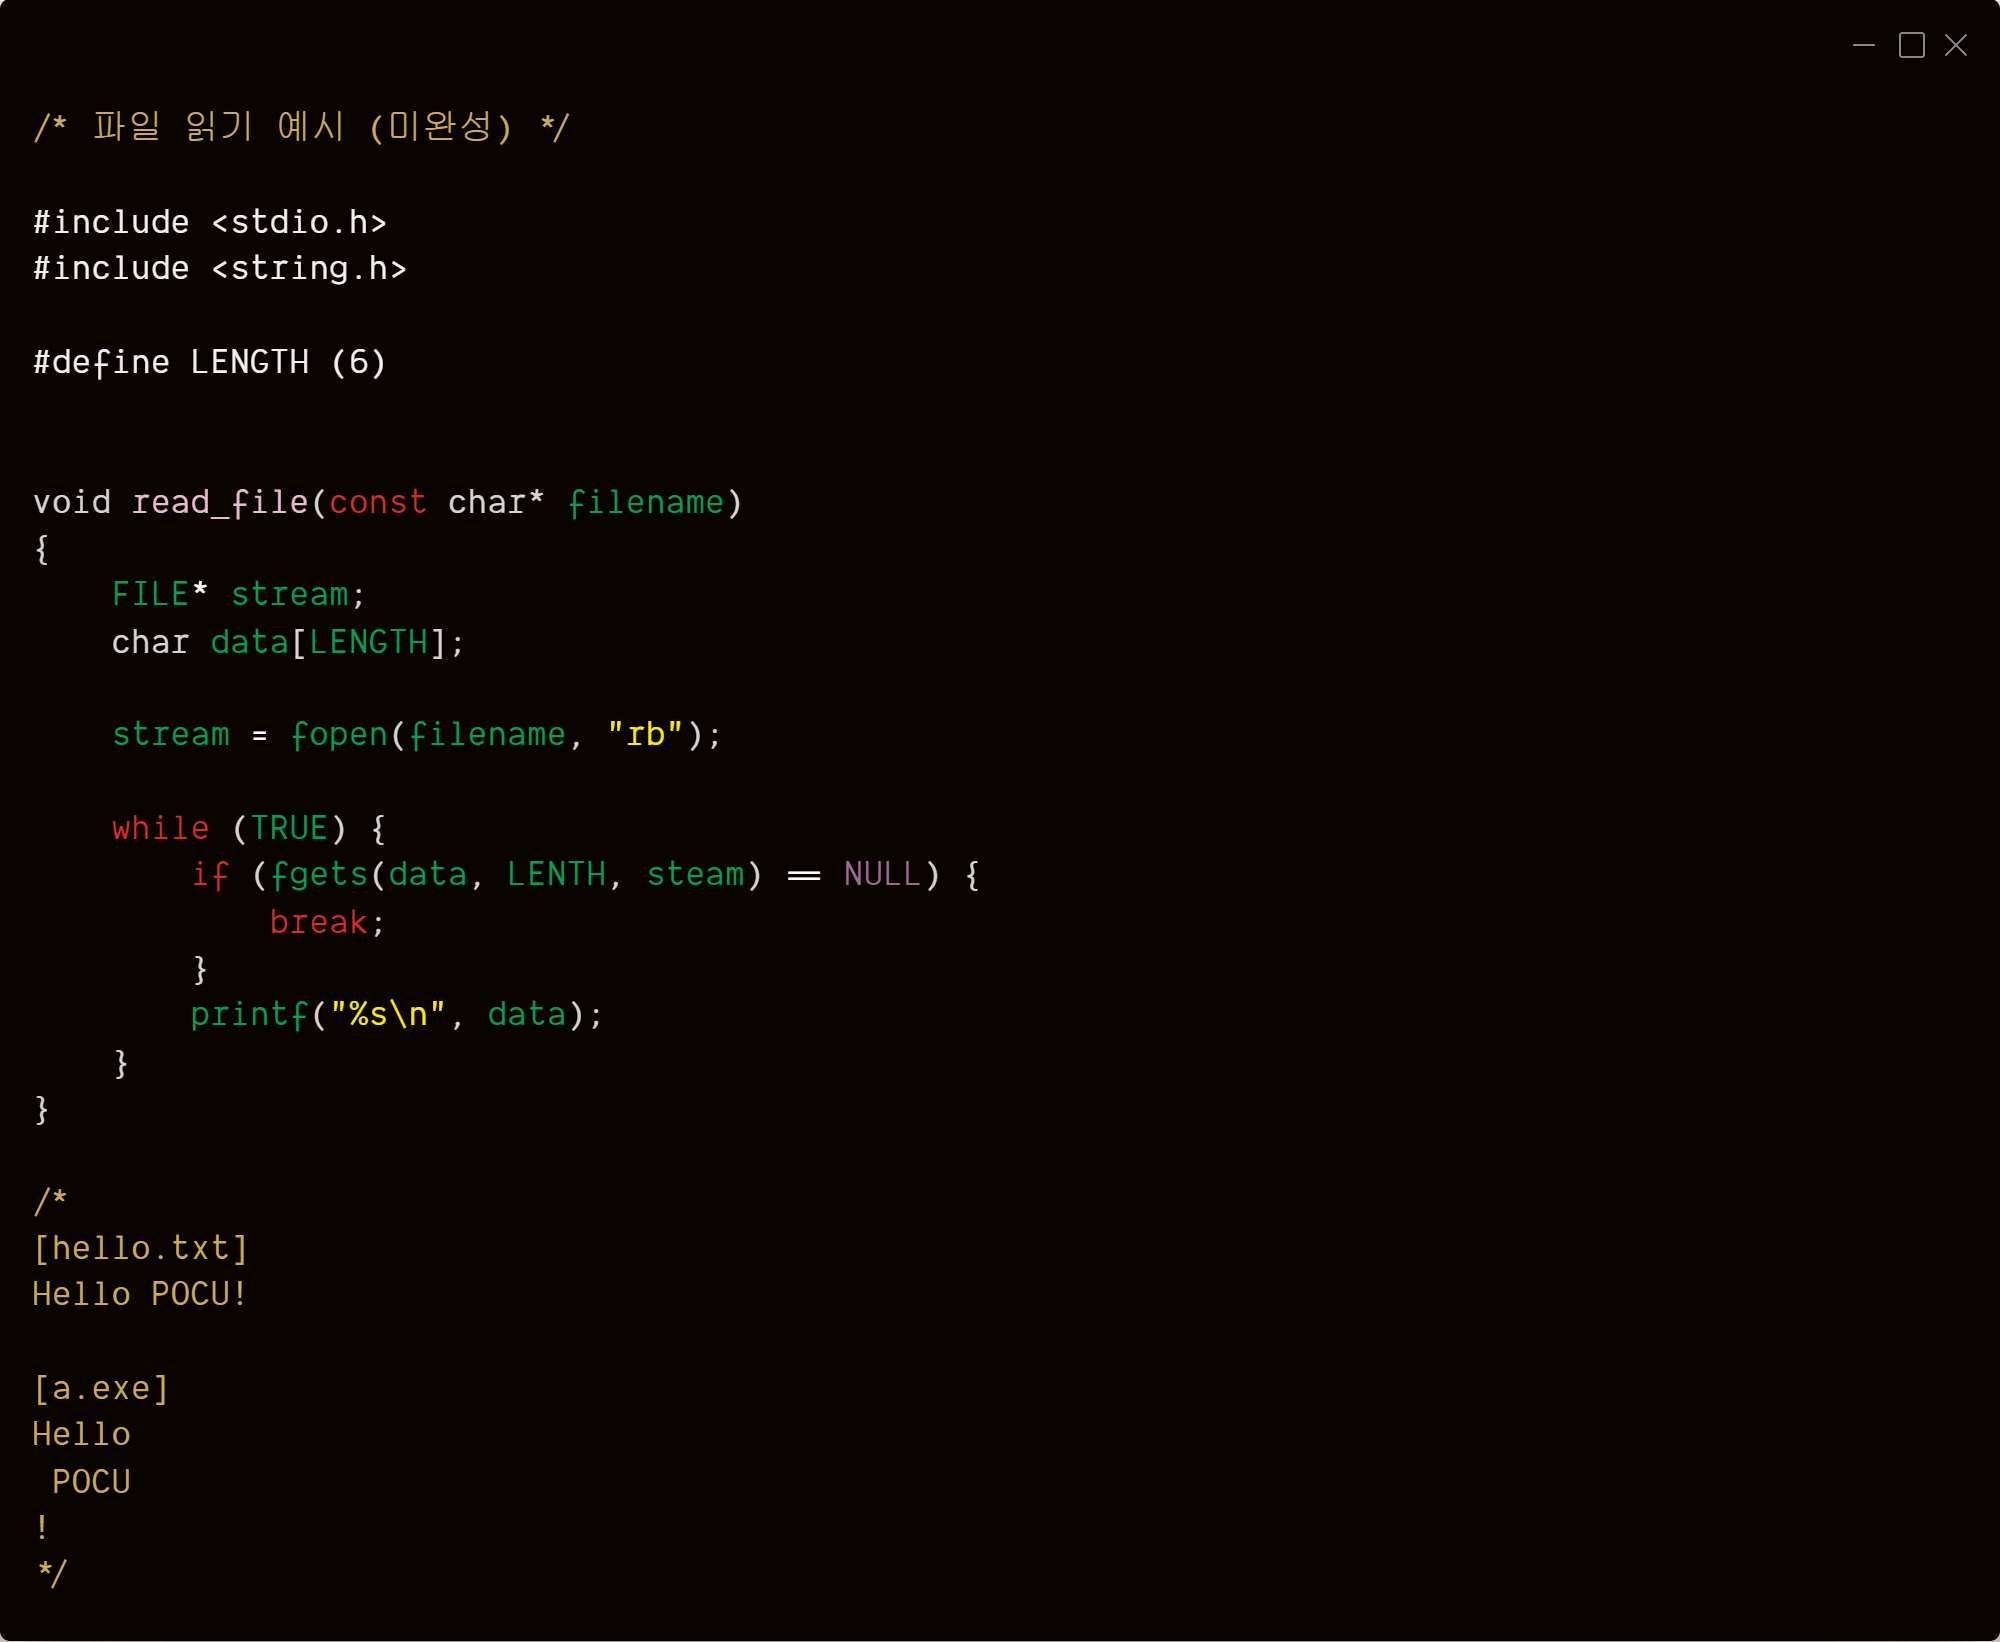 /* 파일 읽기 예시 (미완성) */
#include <stdio.h>
#include <string.h>
#define LENGTH (6)
void read_file(const char* filename)
{
    FILE* stream;
    char data[LENGTH];
    stream = fopen(filename, "rb");
    while (TRUE) {
        if (fgets(data, LENTH, steam) == NULL) {
            break;
        }
        printf("%s\n", data);
    }
}
/*
[hello.txt]
Hello POCU!
[a.exe]
Hello
 POCU
!
*/